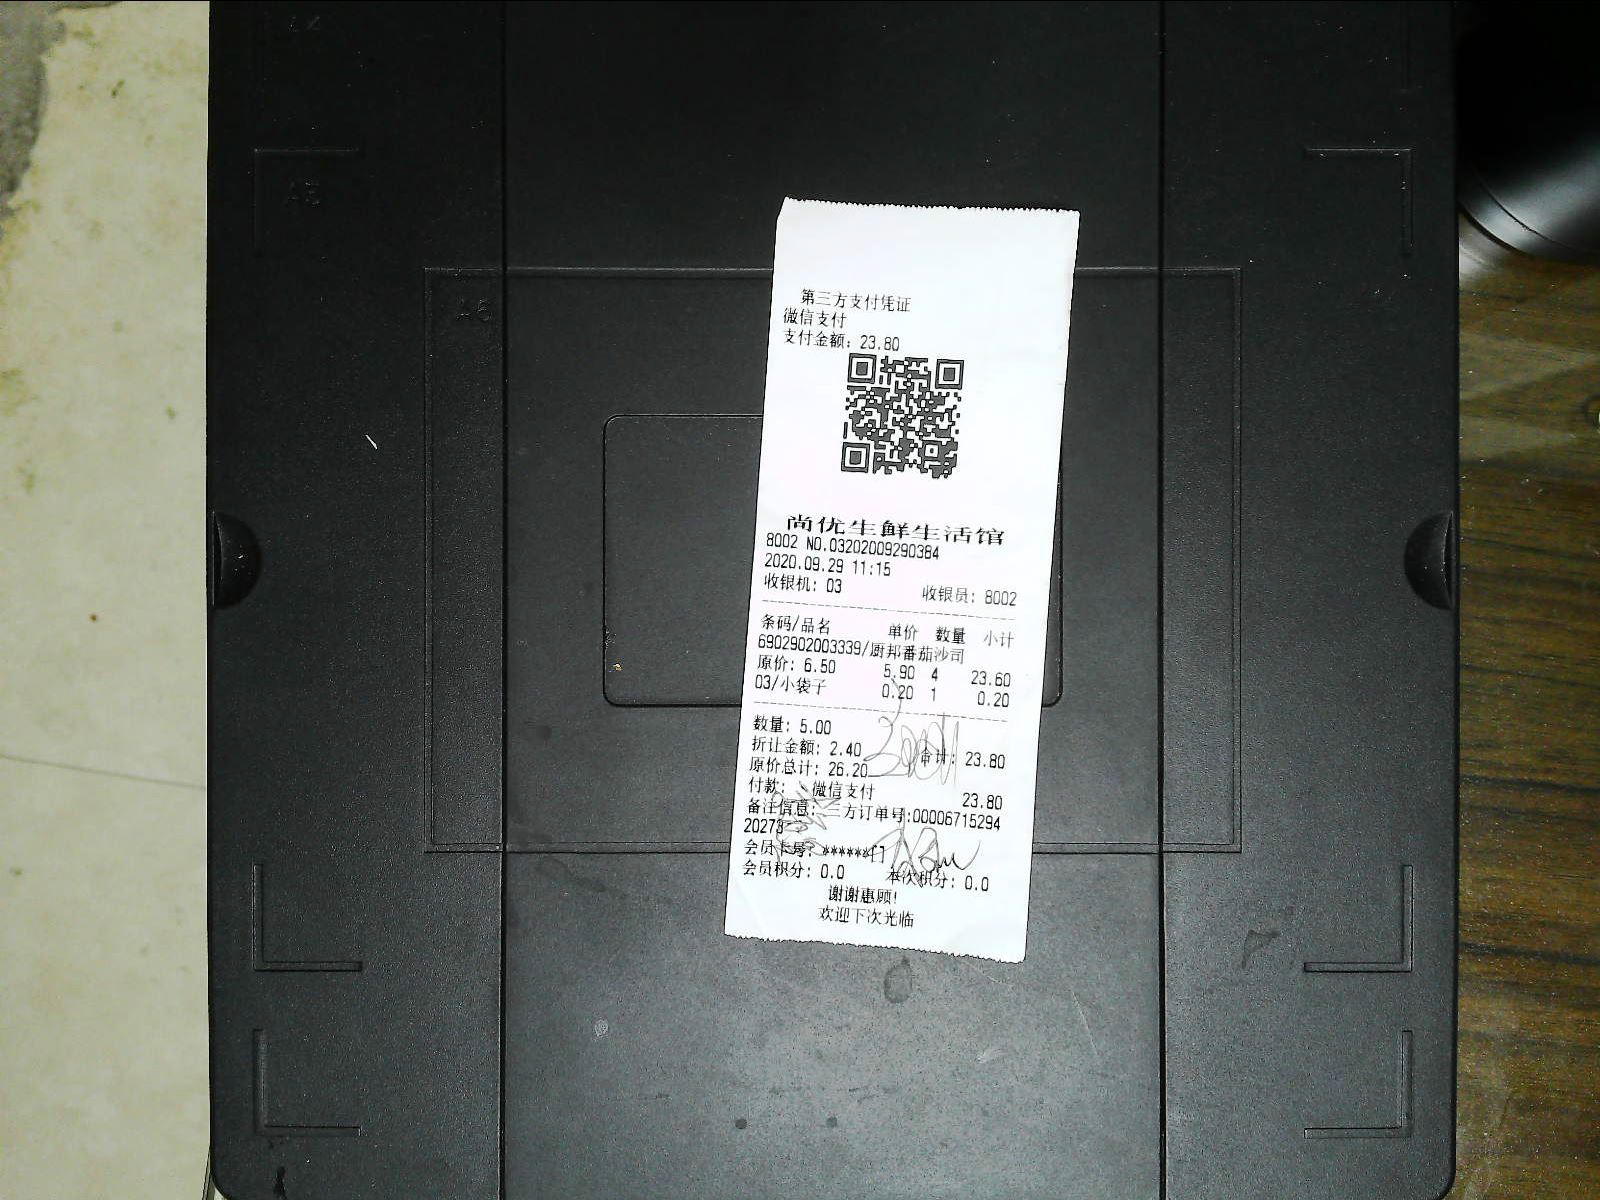 第三方支付凭证
微信支付
支付金额: 23.80
尚优生鲜生活馆
8002 NO.03202009290384
2020.09.29 11:15
收银机: 03 收银员: 8002
条码/品名 单价 数量 小计
6902902003339/厨邦番茄沙司
原价: 6.50 5.90 4 23.60
03/小袋子 0.20 1 0.20
数量: 5.00
折让金额: 2.40 合计: 23.80
原价总计: 26.20
付款: 微信支付 23.80
备注信息: 三方订单号:00006715294
20273
会员卡号: ******门
会员积分: 0.0 本次积分: 0.0
谢谢惠顾!
欢迎下次光临
A5